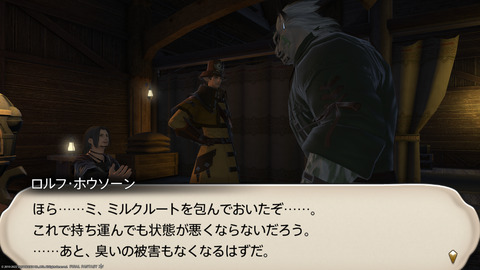 ロルフ・ホウソーン
ほら……ミ、ミルクルートを包んでおいたぞ……。
これで持ち運んでも状態が悪くならないだろう。
……あと、臭いの被害もなくなるはずだ。